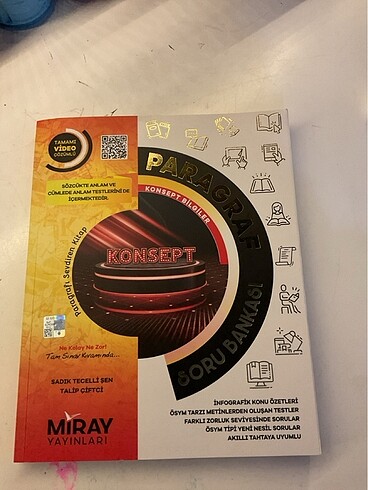 TAMAMI
VİDEO
ÇÖZÜMLÜ
SÖZCÜKTE ANLAM VE
CÜMLEDE ANLAM TESTLERİNİ DE
İÇERMEKTEDİR.
PARAGRAF
KONSEPT BİLGİLER
Paragrafı Sevdiren Kitap
KONSEPT
SORU BANKASI
Ne Kolay Ne Zor!
Tam Sınav Kıvamında...
SADIK TECELLİ ŞEN
TALİP ÇİFTCİ
MİRAY
YAYINLARI
İNFOGRAFİK KONU ÖZETLERİ
ÖSYM TARZI METİNLERDEN OLUŞAN TESTLER
FARKLI ZORLUK SEVİYESİNDE SORULAR
ÖSYM TİPİ YENİ NESİL SORULAR
AKILLI TAHTAYA UYUMLU